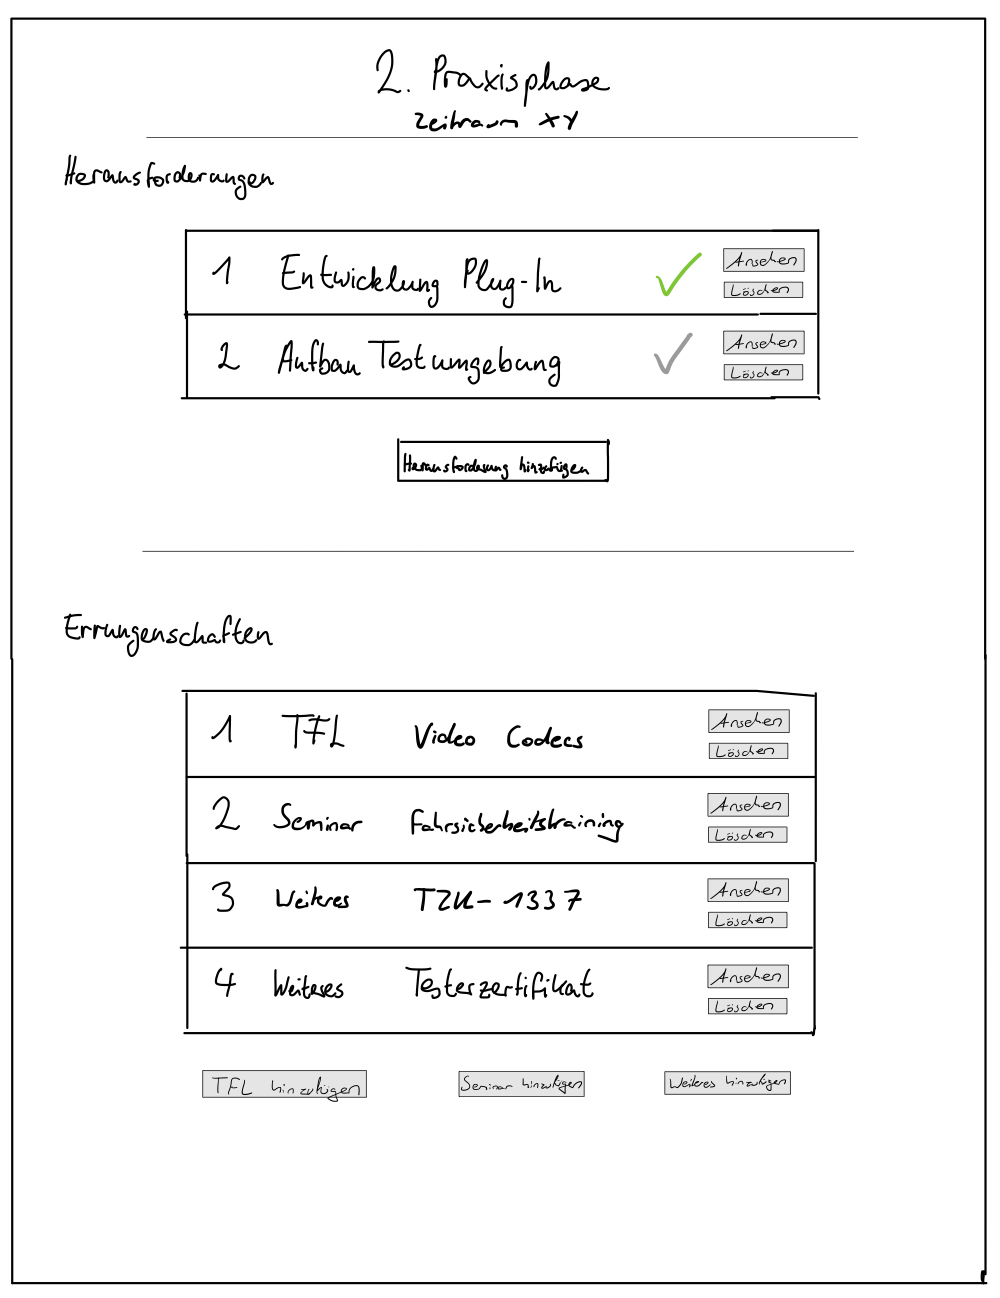 2. Praxisphase
Zeitraum XY
Herausforderungen
1 Entwicklung Plug-In Ansehen
Löschen
2 Aufbau Testumgebung Ansehen
Löschen
Herausforderung hinzufügen
Errungenschaften
1 TFL Video Codecs Ansehen
Löschen
2 Seminar Fahrsicherheitstraining Ansehen
Löschen
3 Weiteres TZU-1337 Ansehen
Löschen
4 Weiteres Testerzertifikat Ansehen
Löschen
TFL hinzufügen Seminar hinzufügen Weiteres hinzufügen